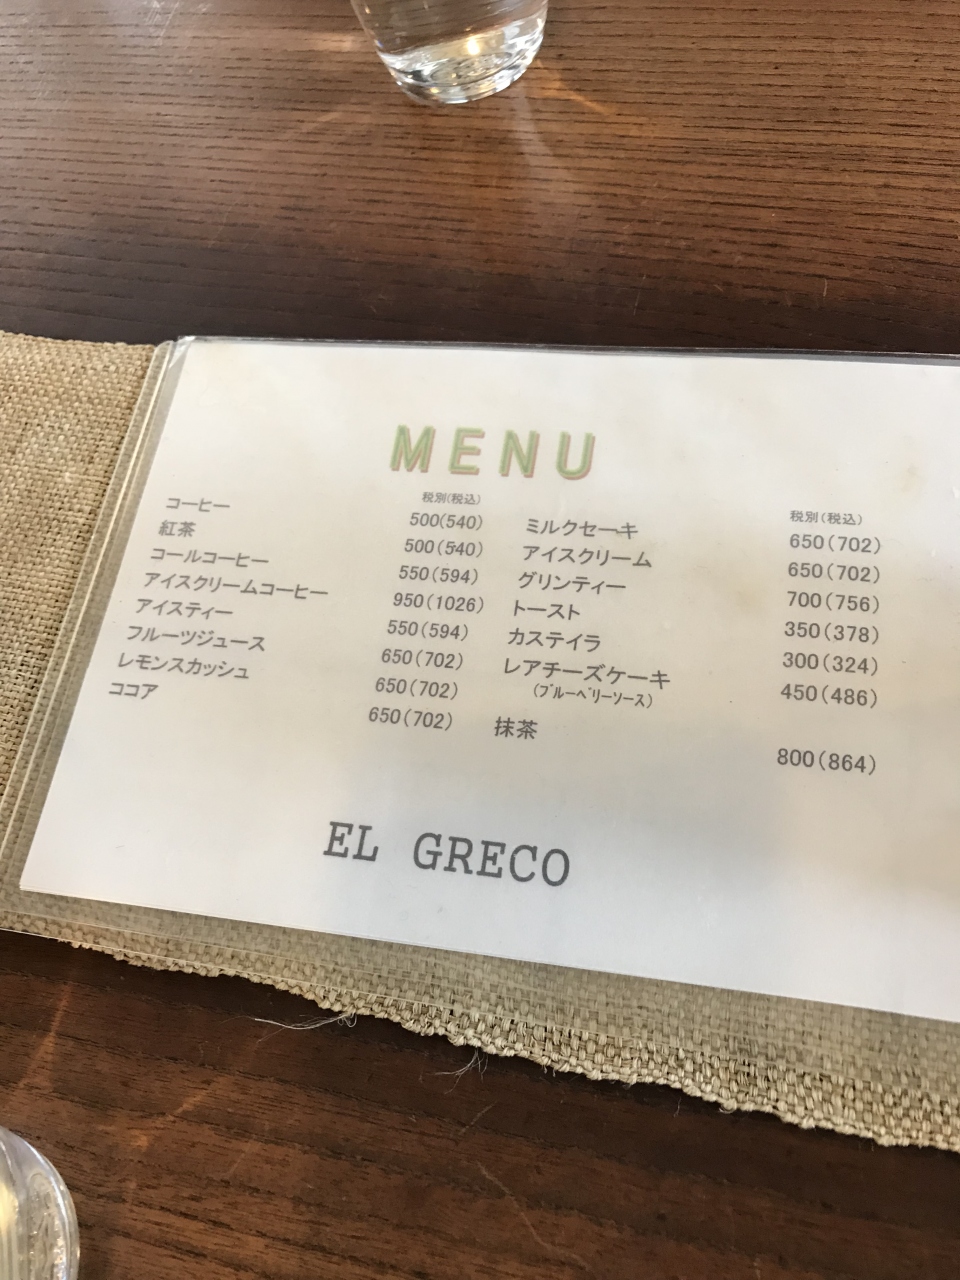 MENU
税別(税込)
コーヒー 500(540)
紅茶 500(540)
コールコーヒー 550(594)
アイスクリームコーヒー 950(1026)
アイスティー 550(594)
フルーツジュース 650(702)
レモンスカッシュ 650(702)
ココア 650(702)
税別(税込)
ミルクセーキ 650(702)
アイスクリーム 650(702)
グリンティー 700(756)
トースト 350(378)
カステイラ 300(324)
レアチーズケーキ 450(486)
(ブルーベリーソース)
抹茶 800(864)
EL GRECO